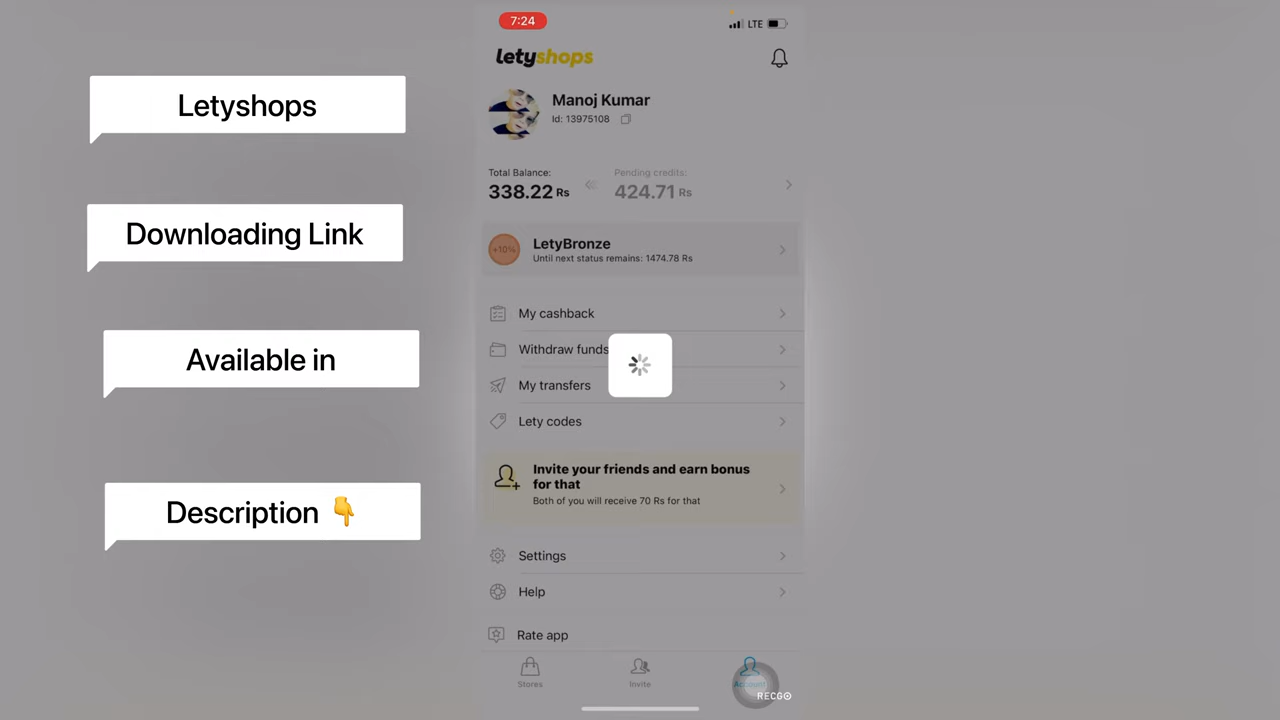 Letyshops
Downloading Link
Available in
Description 👇
7:24
LTE
letyshops
Manoj Kumar
Id: 13975108
Total Balance:
338.22 Rs
Pending credits:
424.71 Rs
+10%
LetyBronze
Until next status remains: 1474.78 Rs
My cashback
Withdraw funds
My transfers
Lety codes
Invite your friends and earn bonus
for that
Both of you will receive 70 Rs for that
Settings
Help
Rate app
Stores
Invite
Account
RECGO